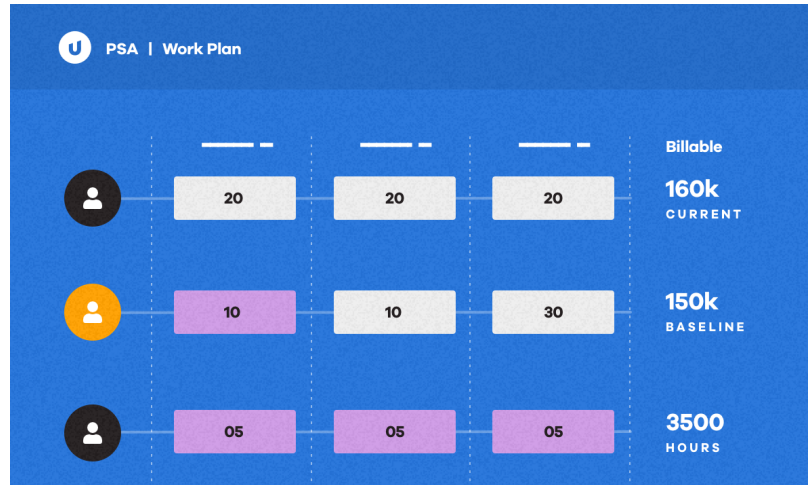 PSA | Work Plan
Billable
20 20 20 160k
CURRENT
10 10 30 150k
BASELINE
05 05 05 3500
HOURS